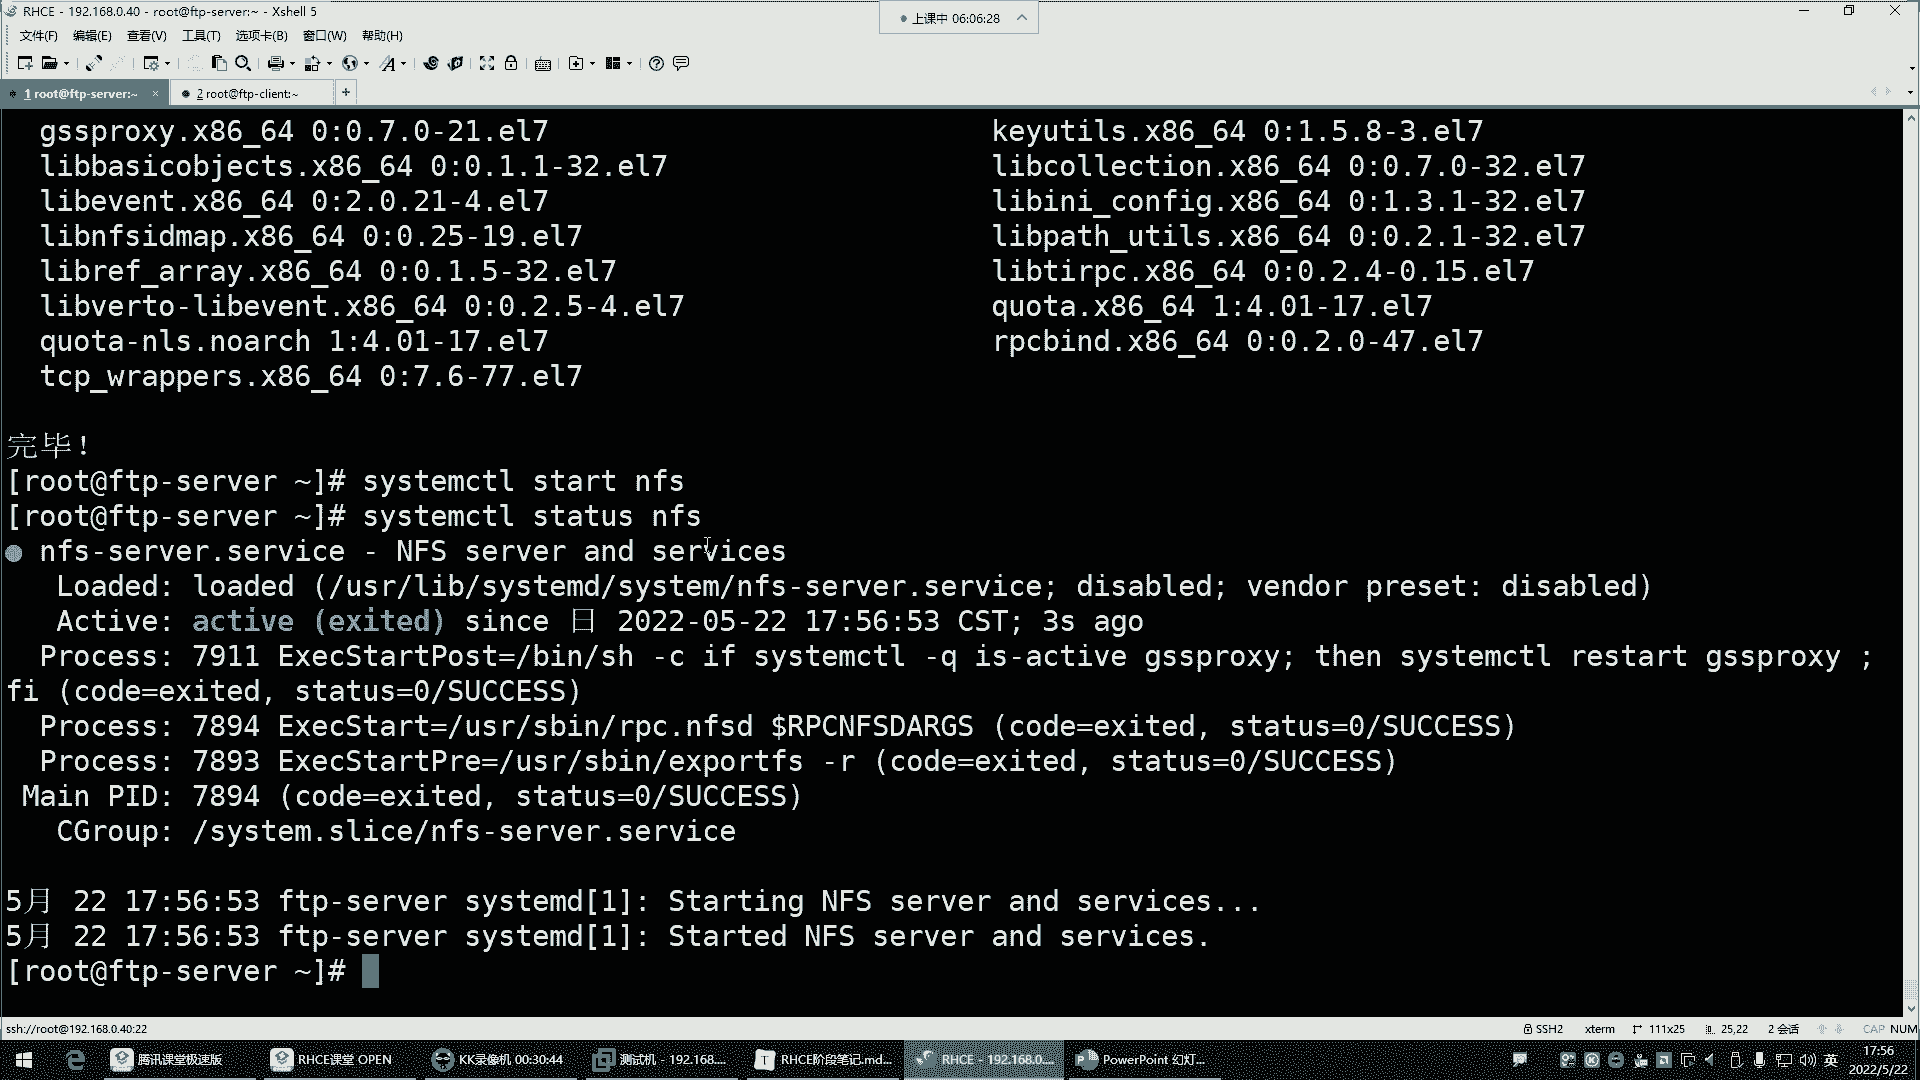 RHCE - 192.168.0.40 - root@ftp-server:~ - Xshell 5
上课中 06:06:28
文件(F) 编辑(E) 查看(V) 工具(T) 选项卡(B) 窗口(W) 帮助(H)
1 root@ftp-server:~ × 2 root@ftp-client:~ +
gssproxy.x86_64 0:0.7.0-21.el7 keyutils.x86_64 0:1.5.8-3.el7
libbasicobjects.x86_64 0:0.1.1-32.el7 libcollection.x86_64 0:0.7.0-32.el7
libevent.x86_64 0:2.0.21-4.el7 libini_config.x86_64 0:1.3.1-32.el7
libnfsidmap.x86_64 0:0.25-19.el7 libpath_utils.x86_64 0:0.2.1-32.el7
libref_array.x86_64 0:0.1.5-32.el7 libtirpc.x86_64 0:0.2.4-0.15.el7
libverto-libevent.x86_64 0:0.2.5-4.el7 quota.x86_64 1:4.01-17.el7
quota-nls.noarch 1:4.01-17.el7 rpcbind.x86_64 0:0.2.0-47.el7
tcp_wrappers.x86_64 0:7.6-77.el7
完毕!
[root@ftp-server ~]# systemctl start nfs
[root@ftp-server ~]# systemctl status nfs
● nfs-server.service - NFS server and services
Loaded: loaded (/usr/lib/systemd/system/nfs-server.service; disabled; vendor preset: disabled)
Active: active (exited) since 日 2022-05-22 17:56:53 CST; 3s ago
Process: 7911 ExecStartPost=/bin/sh -c if systemctl -q is-active gssproxy; then systemctl restart gssproxy ;
fi (code=exited, status=0/SUCCESS)
Process: 7894 ExecStart=/usr/sbin/rpc.nfsd $RPCNFSDARGS (code=exited, status=0/SUCCESS)
Process: 7893 ExecStartPre=/usr/sbin/exportfs -r (code=exited, status=0/SUCCESS)
Main PID: 7894 (code=exited, status=0/SUCCESS)
CGroup: /system.slice/nfs-server.service
5月 22 17:56:53 ftp-server systemd[1]: Starting NFS server and services...
5月 22 17:56:53 ftp-server systemd[1]: Started NFS server and services.
[root@ftp-server ~]#
ssh://root@192.168.0.40:22 SSH2 xterm 111x25 25,22 2 会话 CAP NUM
腾讯课堂极速版 RHCE课堂 OPEN KK录像机 00:30:44 测试机 - 192.168.... RHCE阶段笔记.md... RHCE - 192.168.0.... PowerPoint 幻灯... 英 17:56
2022/5/22